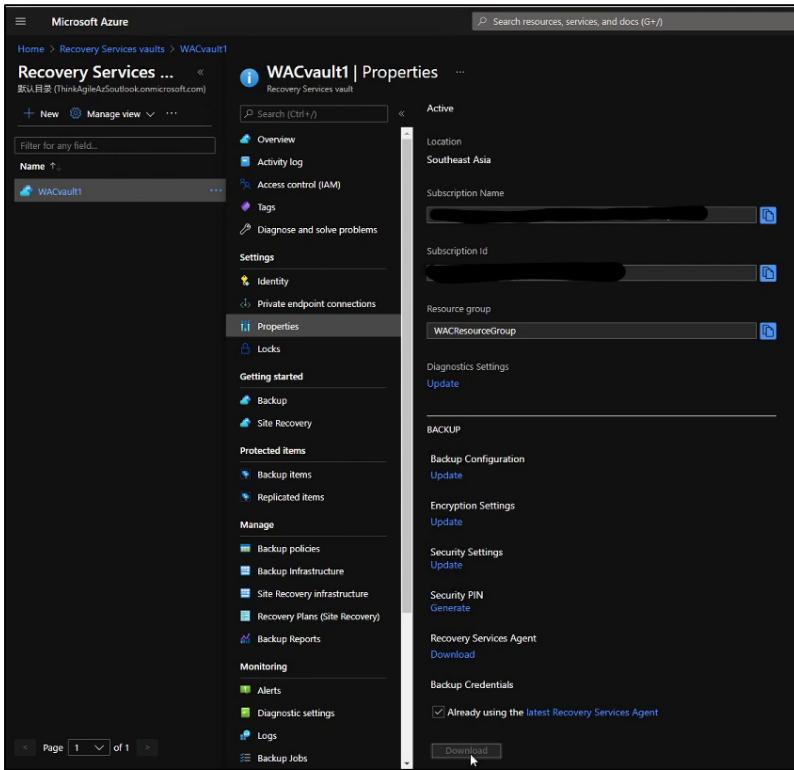 Microsoft Azure
Search resources, services, and docs (G+/)
Home > Recovery Services vaults > WACvault1
Recovery Services ... «
默认目录 (ThinkAgileAzSoutlook.onmicrosoft.com)
+ New Manage view ···
Filter for any field...
Name ↑↓
WACvault1 ···
< Page 1 of 1 >
WACvault1 | Properties ···
Recovery Services vault
Search (Ctrl+/) «
Overview
Activity log
Access control (IAM)
Tags
Diagnose and solve problems
Settings
Identity
Private endpoint connections
Properties
Locks
Getting started
Backup
Site Recovery
Protected items
Backup items
Replicated items
Manage
Backup policies
Backup Infrastructure
Site Recovery infrastructure
Recovery Plans (Site Recovery)
Backup Reports
Monitoring
Alerts
Diagnostic settings
Logs
Backup Jobs
Active
Location
Southeast Asia
Subscription Name
Subscription Id
Resource group
WACResourceGroup
Diagnostics Settings
Update
BACKUP
Backup Configuration
Update
Encryption Settings
Update
Security Settings
Update
Security PIN
Generate
Recovery Services Agent
Download
Backup Credentials
Already using the latest Recovery Services Agent
Download